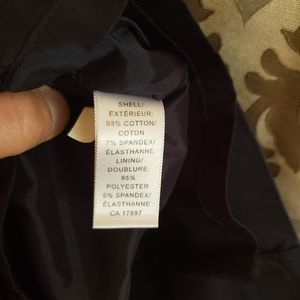 SHELL/
EXTÉRIEUR:
93% COTTON/
COTON
7% SPANDEX/
ÉLASTHANNE
LINING/
DOUBLURE:
95%
POLYESTER
5% SPANDEX/
ÉLASTHANNE
CA 17897